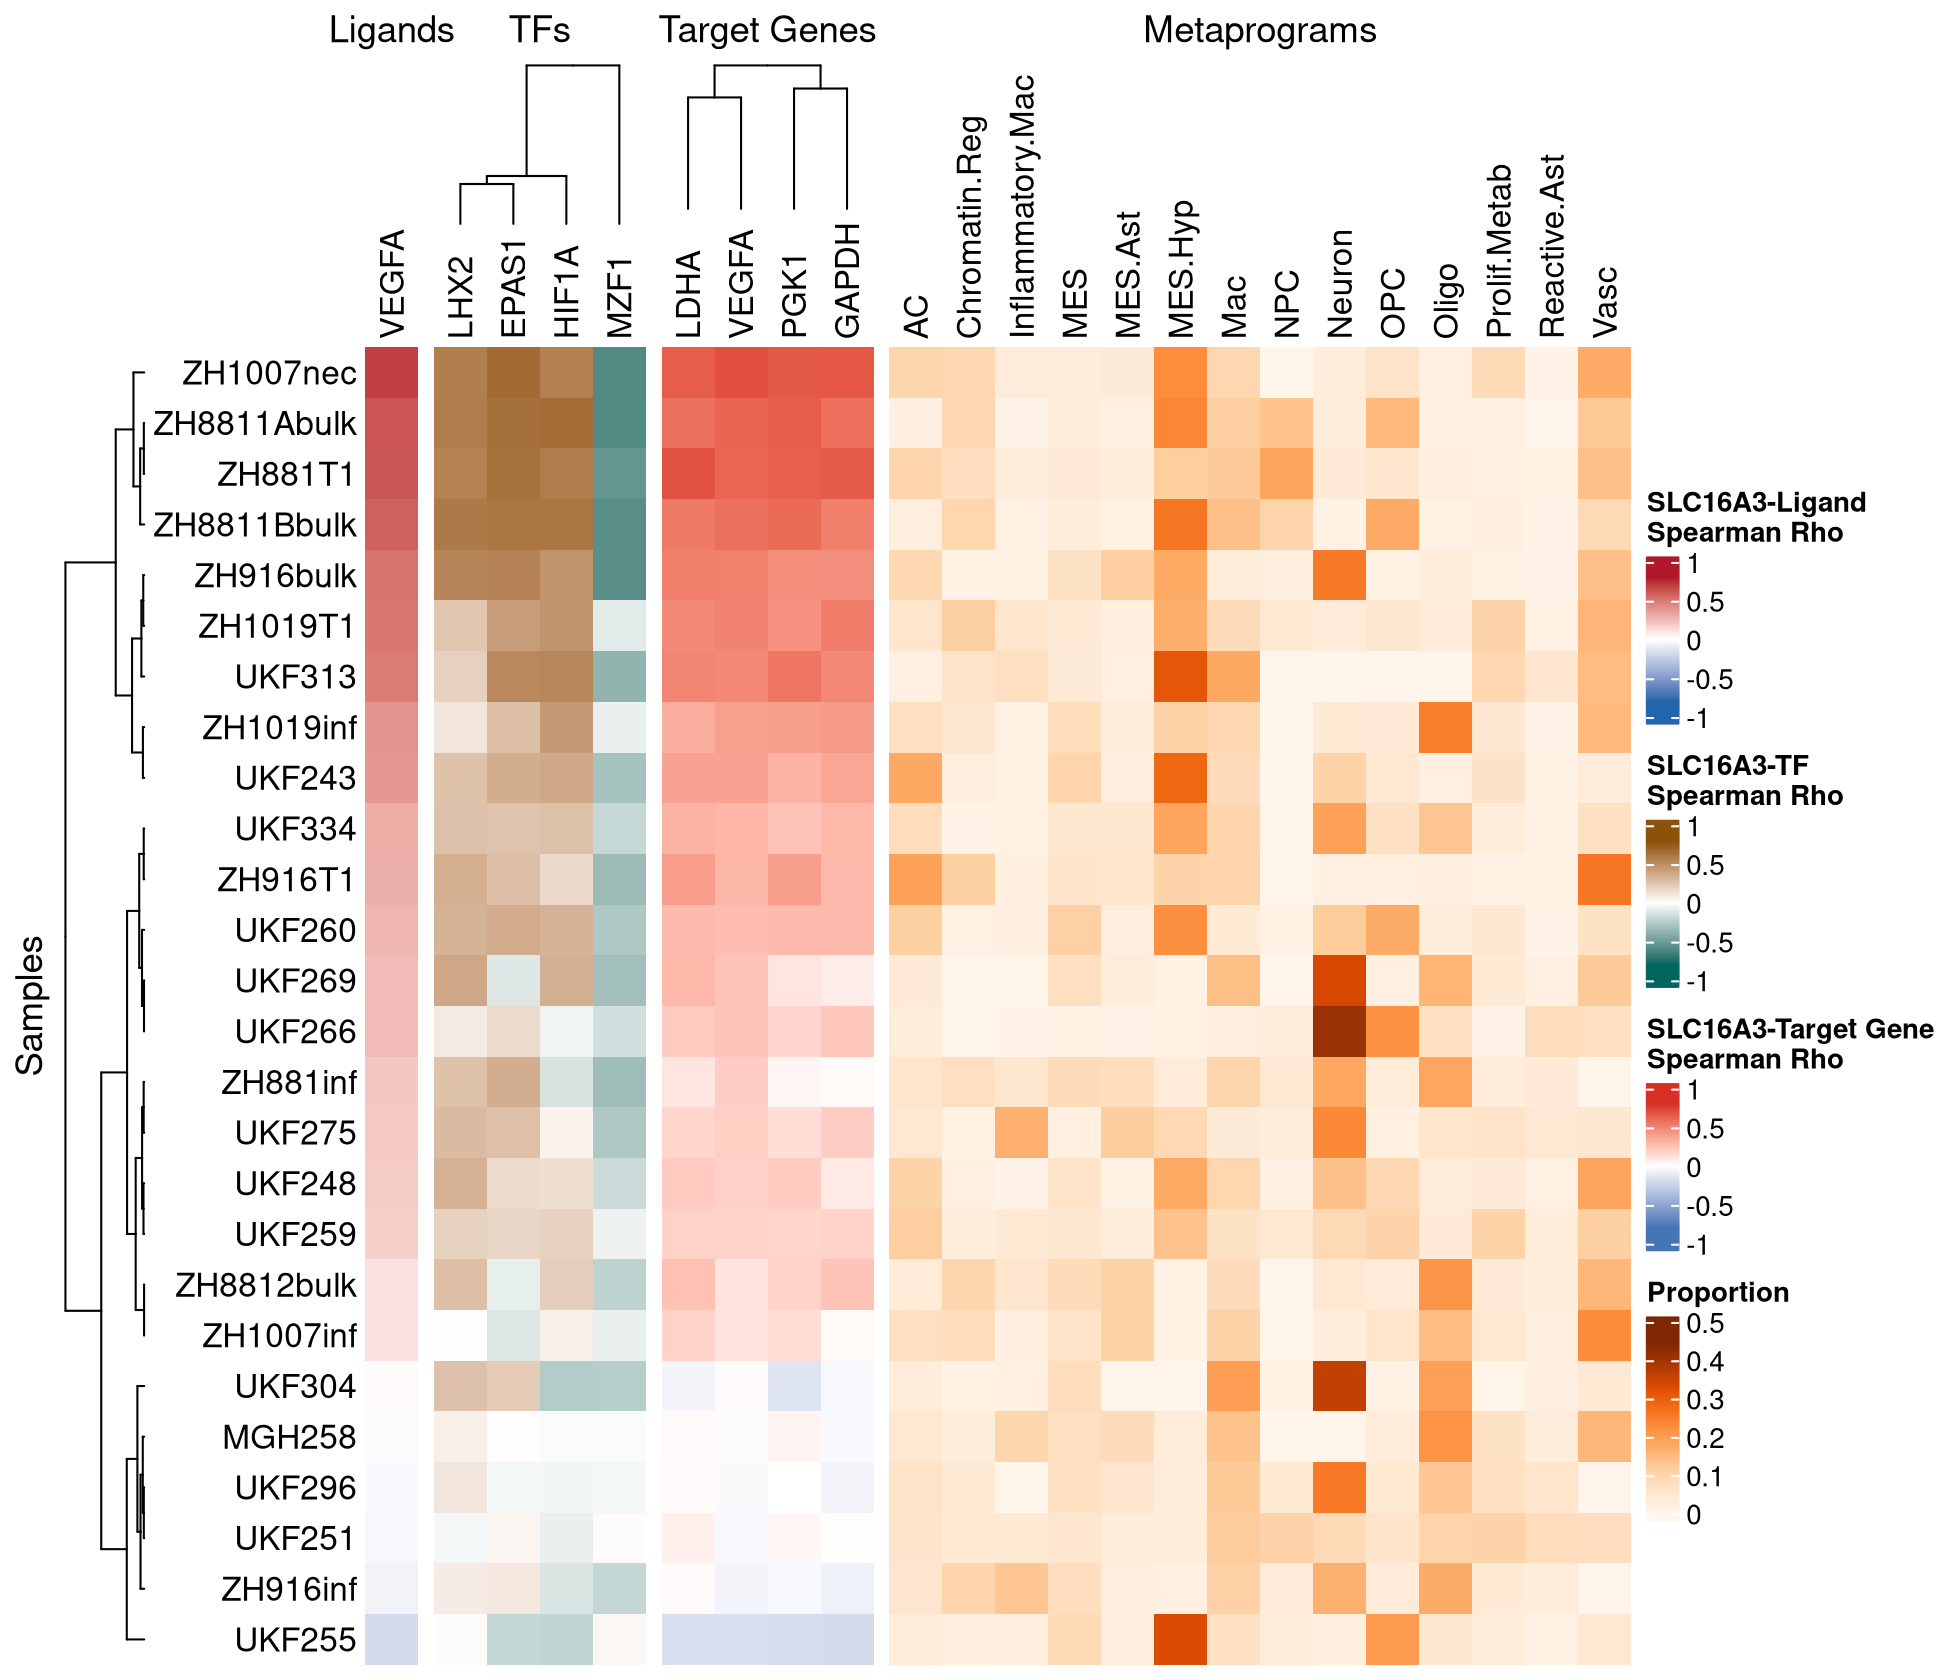 Ligands TFs Target Genes Metaprograms
VEGFA LHX2 EPAS1 HIF1A MZF1 LDHA VEGFA PGK1 GAPDH AC Chromatin.Reg Inflammatory.Mac MES MES.Ast MES.Hyp Mac NPC Neuron OPC Oligo Prolif.Metab Reactive.Ast Vasc
Samples
ZH1007nec
ZH8811Abulk
ZH881T1
ZH8811Bbulk
ZH916bulk
ZH1019T1
UKF313
ZH1019inf
UKF243
UKF334
ZH916T1
UKF260
UKF269
UKF266
ZH881inf
UKF275
UKF248
UKF259
ZH8812bulk
ZH1007inf
UKF304
MGH258
UKF296
UKF251
ZH916inf
UKF255
SLC16A3-Ligand
Spearman Rho
1
0.5
0
-0.5
-1
SLC16A3-TF
Spearman Rho
1
0.5
0
-0.5
-1
SLC16A3-Target Gene
Spearman Rho
1
0.5
0
-0.5
-1
Proportion
0.5
0.4
0.3
0.2
0.1
0